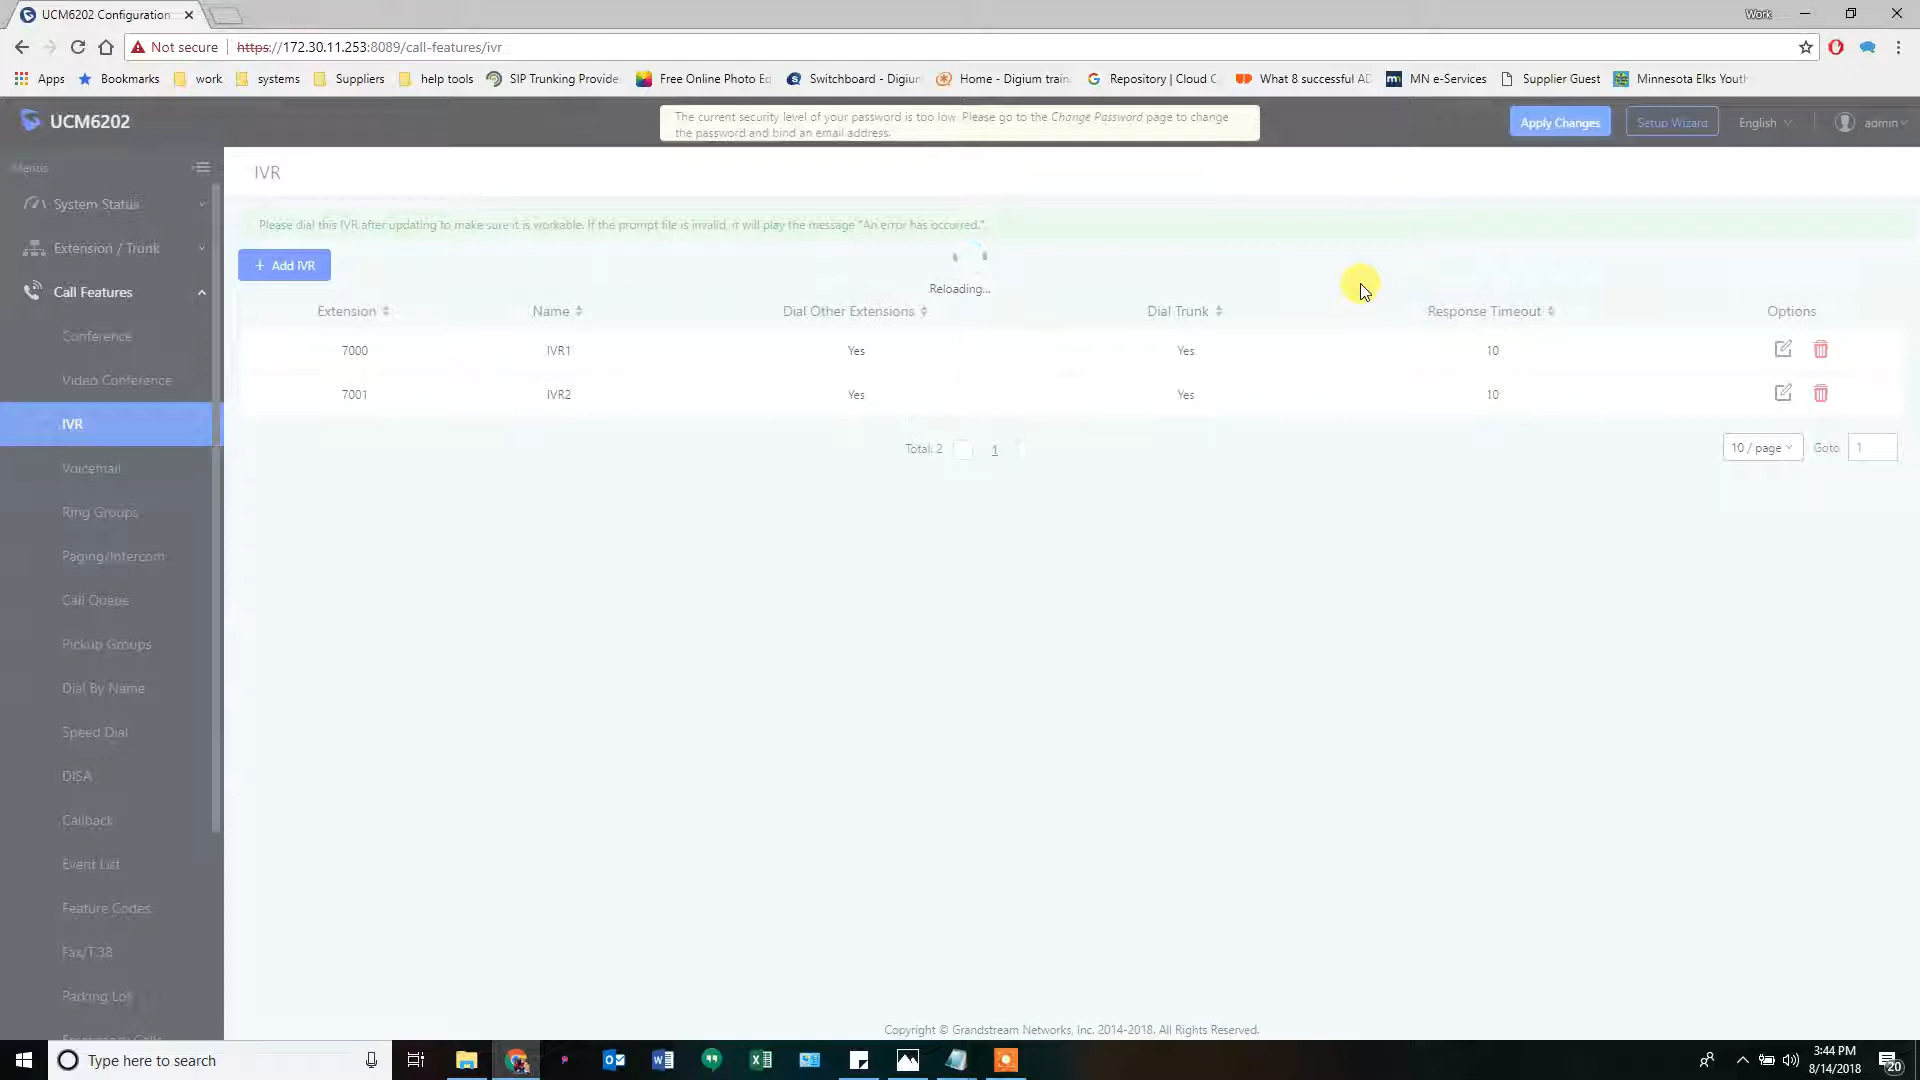 UCM6202 Configuration
Work
Not secure
https://172.30.11.253:8089/call-features/ivr
Apps
Bookmarks
work
systems
Suppliers
help tools
SIP Trunking Provide
Free Online Photo Ed
Switchboard - Digiun
Home - Digium train
Repository | Cloud C
What 8 successful AD
MN e-Services
Supplier Guest
Minnesota Elks Youth
UCM6202
The current security level of your password is too low. Please go to the Change Password page to change
the password and bind an email address.
Apply Changes
Setup Wizard
English
admin
Menus
IVR
System Status
Please dial this IVR after updating to make sure it is workable. If the prompt file is invalid, it will play the message "An error has occurred.".
Extension / Trunk
+ Add IVR
Reloading...
Call Features
Extension
Name
Dial Other Extensions
Dial Trunk
Response Timeout
Options
Conference
7000
IVR1
Yes
Yes
10
Video Conference
7001
IVR2
Yes
Yes
10
IVR
Total: 2
1
10 / page
Goto
1
Voicemail
Ring Groups
Paging/Intercom
Call Queue
Pickup Groups
Dial By Name
Speed Dial
DISA
Callback
Event List
Feature Codes
Fax/T.38
Parking Lot
Emergency Calls
Copyright © Grandstream Networks, Inc. 2014-2018. All Rights Reserved.
Type here to search
3:44 PM
8/14/2018
20